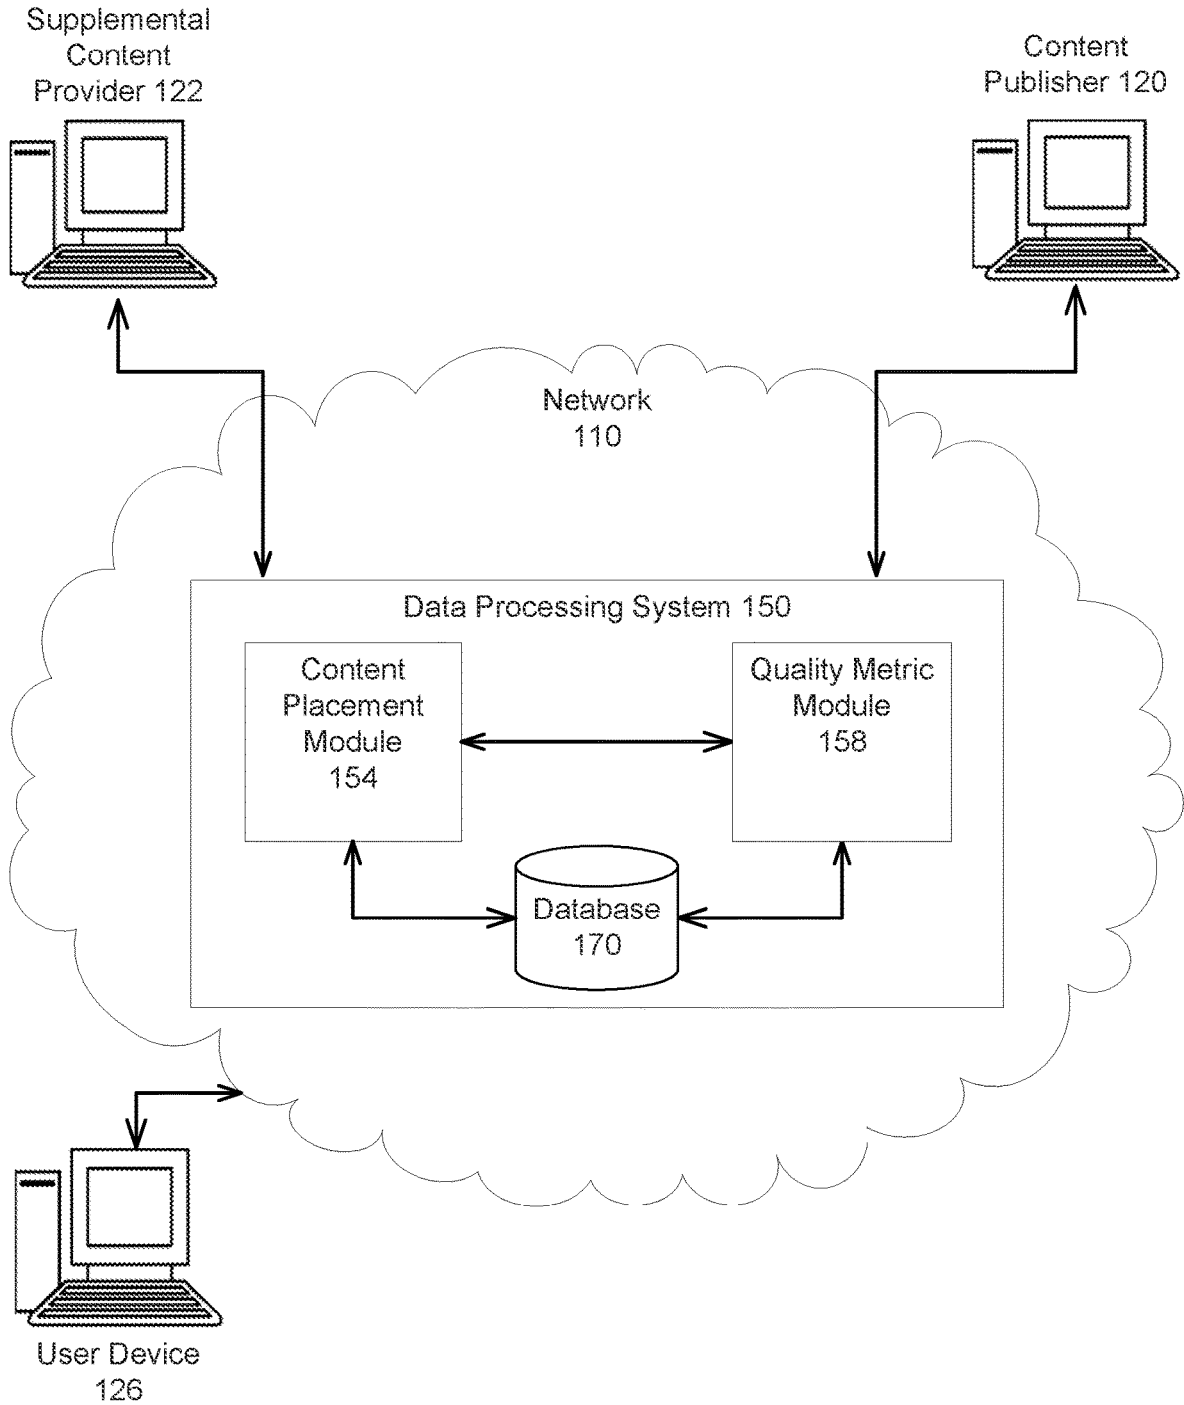 Supplemental
Content
Provider 122
Content
Publisher 120
Network
110
Data Processing System 150
Content
Placement
Module
154
Quality Metric
Module
158
Database
170
User Device
126